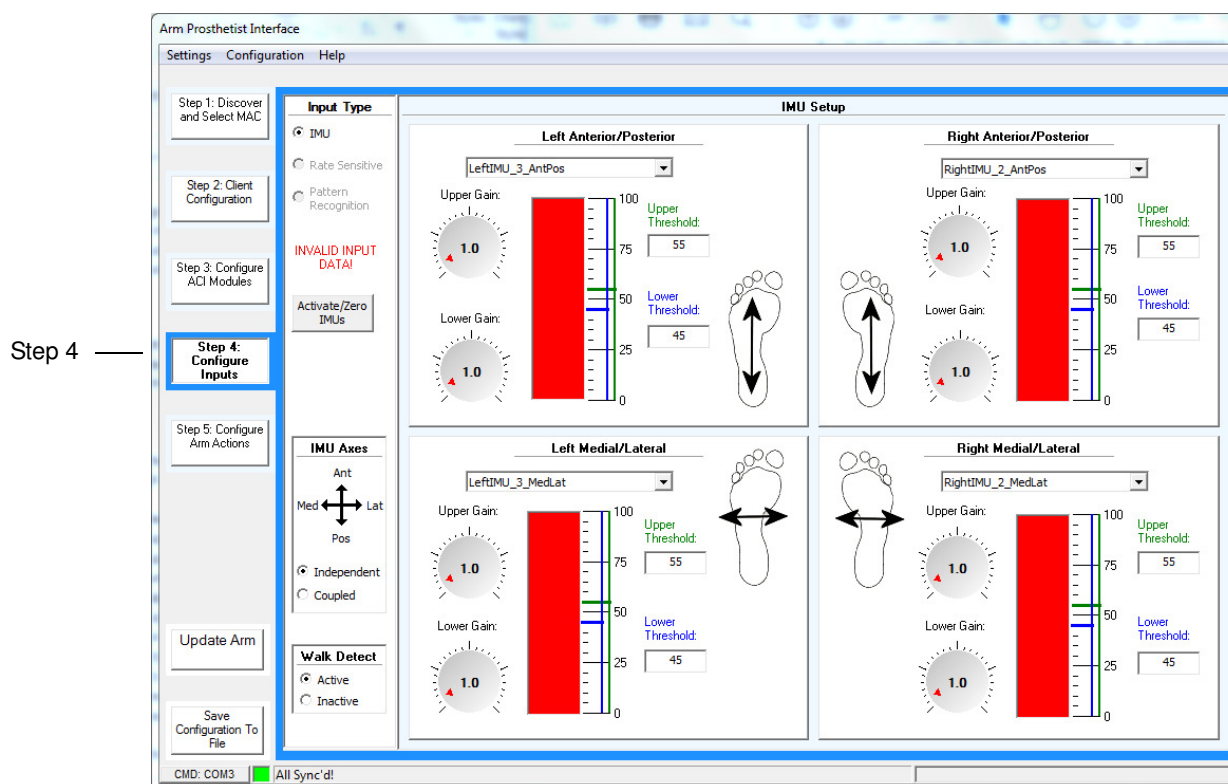 Arm Prosthetist Interface
Settings Configuration Help
Step 1: Discover
and Select MAC
Step 2: Client
Configuration
Step 3: Configure
ACI Modules
Step 4
Step 4:
Configure
Inputs
Step 5: Configure
Arm Actions
Update Arm
Save
Configuration To
File
Input Type
IMU
Rate Sensitive
Pattern
Recognition
INVALID INPUT
DATA!
Activate/Zero
IMUs
IMU Axes
Ant
Med Lat
Pos
Independent
Coupled
Walk Detect
Active
Inactive
IMU Setup
Left Anterior/Posterior
LeftIMU_3_AntPos
Upper Gain:
1.0
Lower Gain:
1.0
100
75
50
25
0
Upper
Threshold:
55
Lower
Threshold:
45
Right Anterior/Posterior
RightIMU_2_AntPos
Upper Gain:
1.0
Lower Gain:
1.0
100
75
50
25
0
Upper
Threshold:
55
Lower
Threshold:
45
Left Medial/Lateral
LeftIMU_3_MedLat
Upper Gain:
1.0
Lower Gain:
1.0
100
75
50
25
0
Upper
Threshold:
55
Lower
Threshold:
45
Right Medial/Lateral
RightIMU_2_MedLat
Upper Gain:
1.0
Lower Gain:
1.0
100
75
50
25
0
Upper
Threshold:
55
Lower
Threshold:
45
CMD: COM3 All Sync'd!